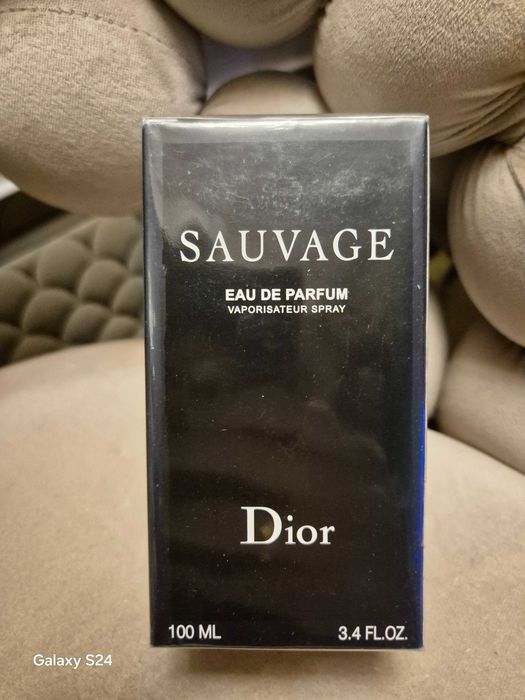 SAUVAGE
EAU DE PARFUM
VAPORISATEUR SPRAY
Dior
100 ML 3.4 FL.OZ.
Galaxy S24